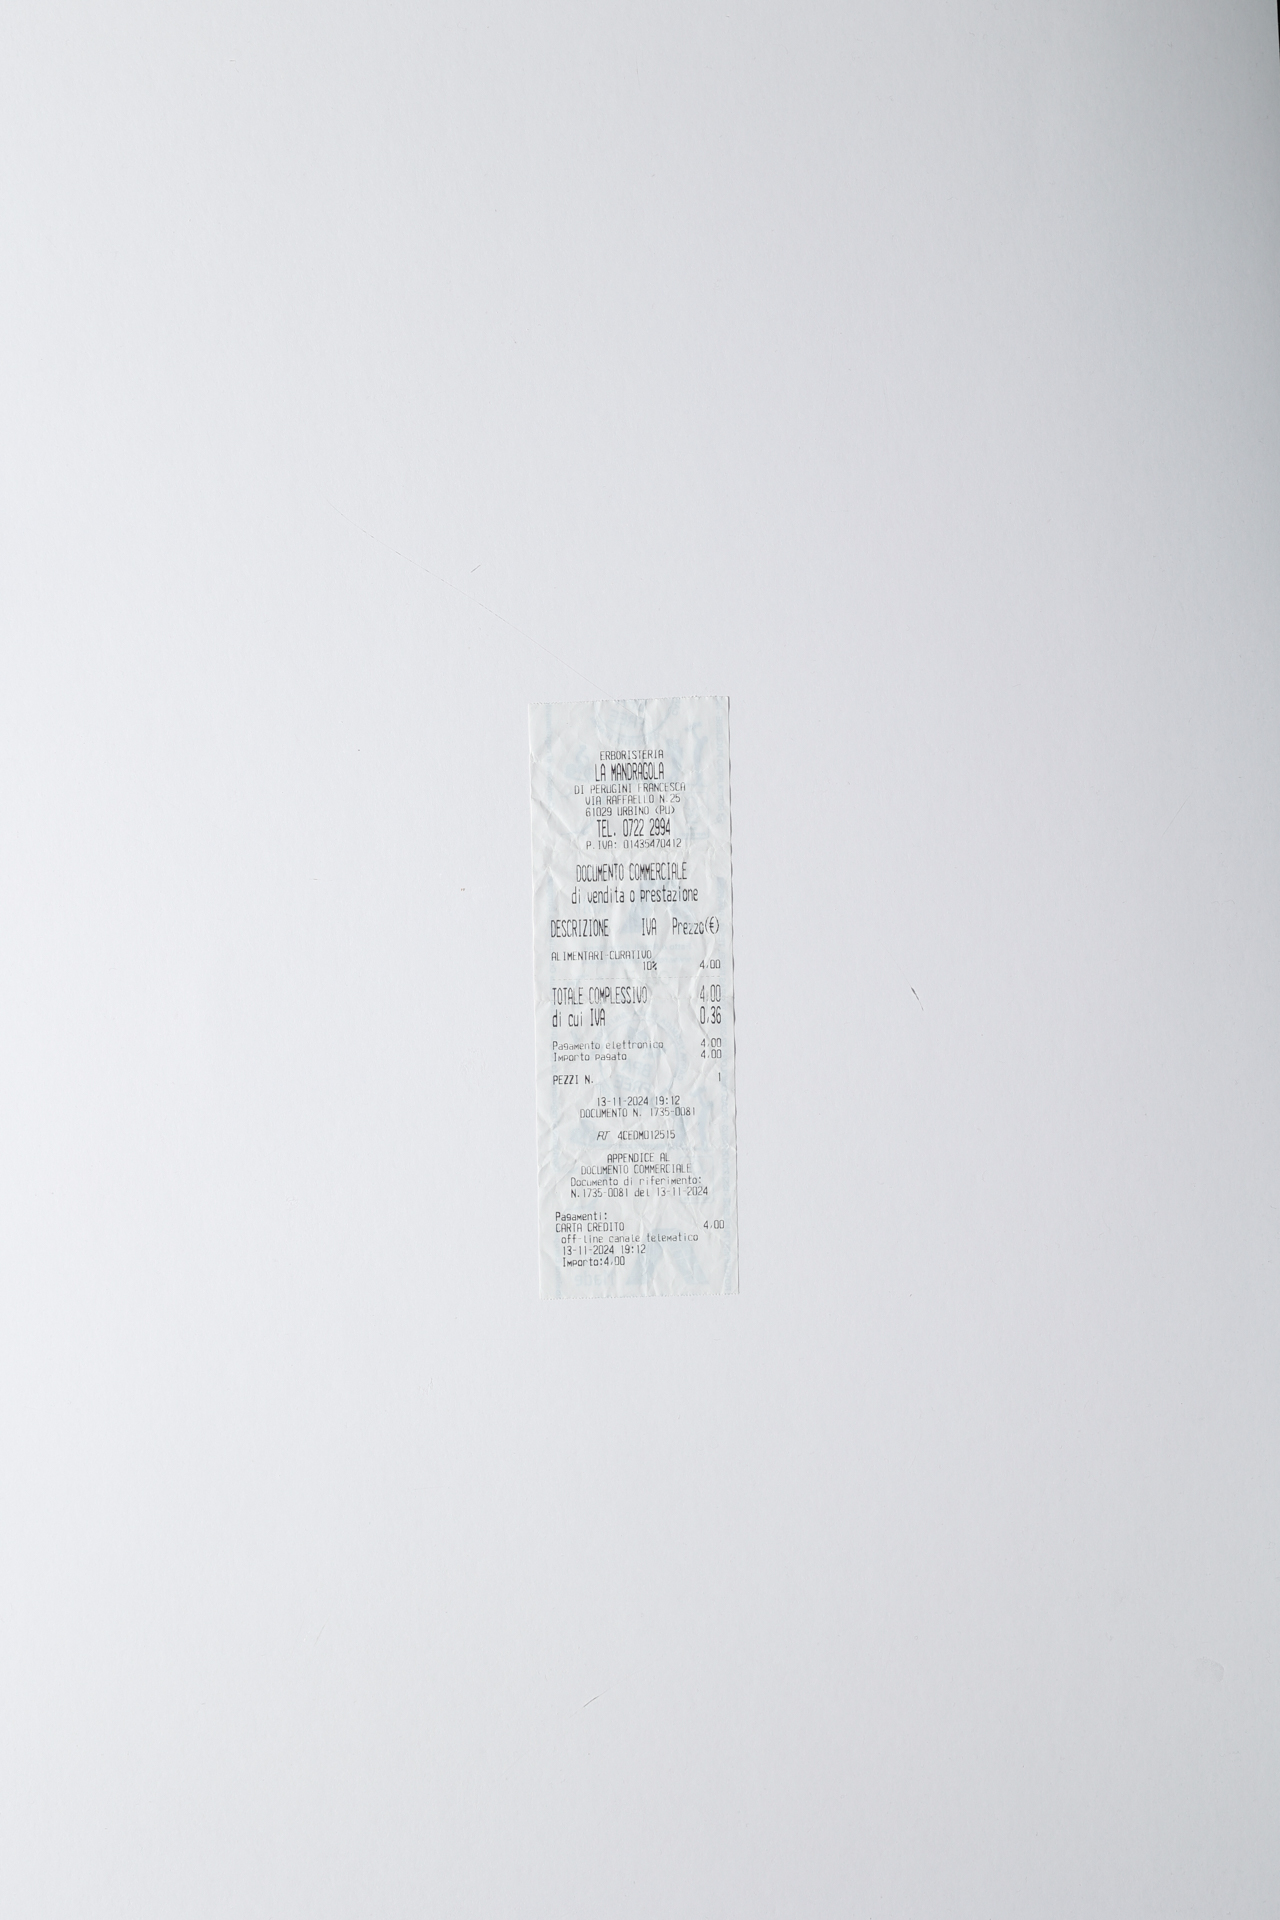 ERBORISTERIA
LA MANDRAGOLA
DI PERUGINI FRANCESCA
VIA RAFFAELLO N.25
61029 URBINO (PU)
TEL. 0722 2994
P.IVA: 01435470412
DOCUMENTO COMMERCIALE
di vendita o prestazione
DESCRIZIONE IVA Prezzo(€)
ALIMENTARI-CURATIVO
10% 4,00
TOTALE COMPLESSIVO 4,00
di cui IVA 0,36
Pagamento elettronico 4,00
Importo pagato 4,00
PEZZI N. 1
13-11-2024 19:12
DOCUMENTO N. 1735-0081
RT 4CEDM012515
APPENDICE AL
DOCUMENTO COMMERCIALE
Documento di riferimento:
N.1735-0081 del 13-11-2024
Pagamenti:
CARTA CREDITO 4,00
off-line canale telematico
13-11-2024 19:12
Importo:4,00